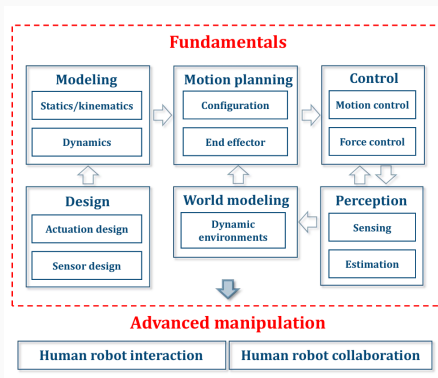 Fundamentals
Modeling
Statics/kinematics
Dynamics
Motion planning
Configuration
End effector
Control
Motion control
Force control
Design
Actuation design
Sensor design
World modeling
Dynamic
environments
Perception
Sensing
Estimation
Advanced manipulation
Human robot interaction
Human robot collaboration